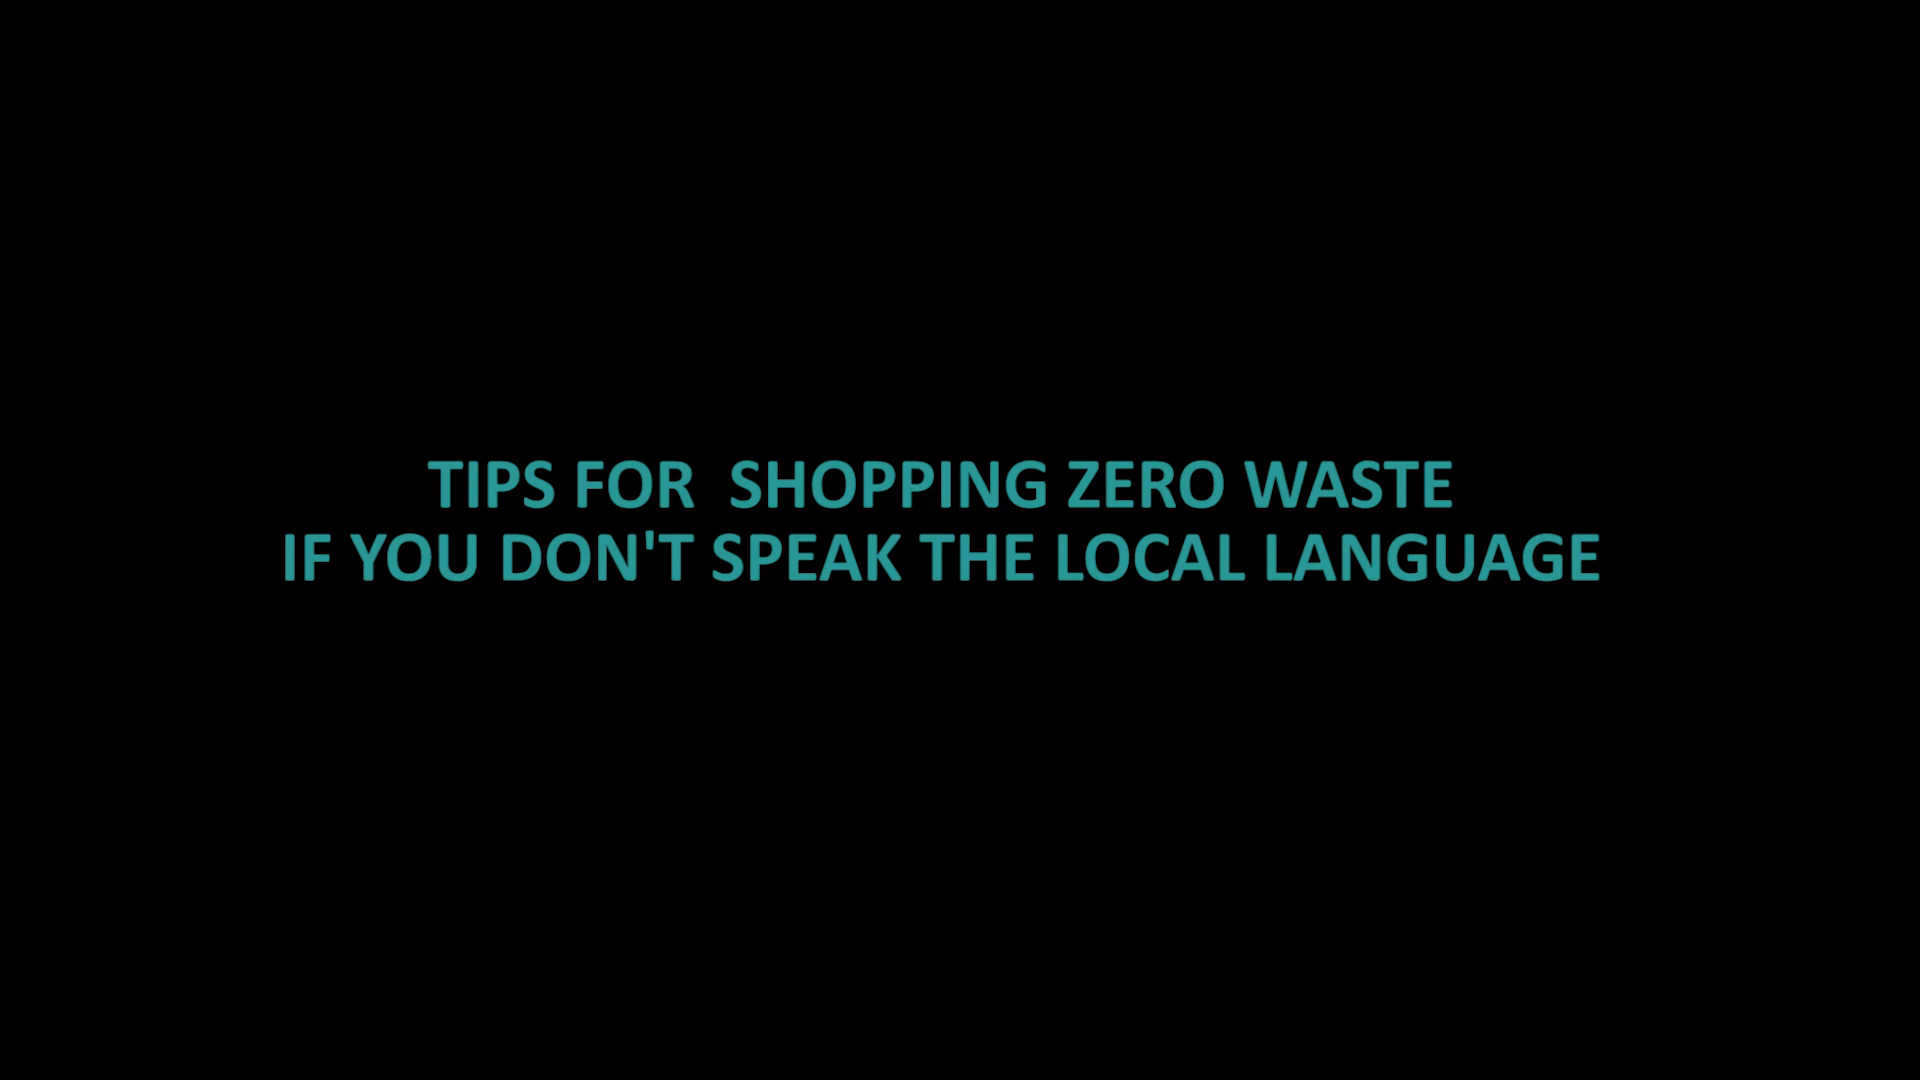 TIPS FOR  SHOPPING ZERO WASTE
IF YOU DON'T SPEAK THE LOCAL LANGUAGE